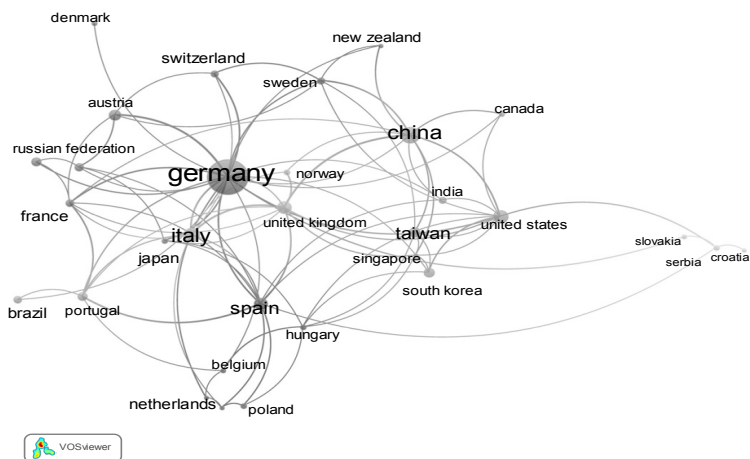 denmark
new zealand
switzerland
sweden
austria
canada
china
russian federation
germany
norway
india
france
united kingdom
united states
italy
taiwan
japan
slovakia
singapore
serbia
croatia
south korea
brazil
portugal
spain
hungary
belgium
netherlands
poland
VOSviewer